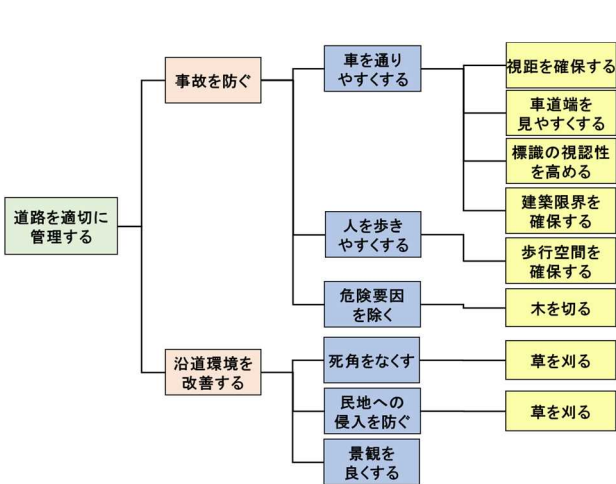 道路を適切に
管理する
事故を防ぐ
沿道環境を
改善する
車を通り
やすくする
人を歩き
やすくする
危険要因
を除く
死角をなくす
民地への
侵入を防ぐ
景観を
良くする
視距を確保する
車道端を
見やすくする
標識の視認性
を高める
建築限界を
確保する
歩行空間を
確保する
木を切る
草を刈る
草を刈る